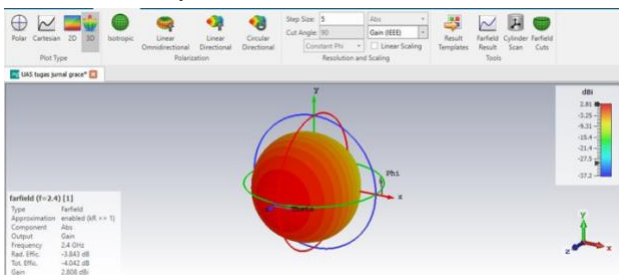 Step Size: 5
Abs
Cut Angle: 90
Gain (IEEE)
Constant Phi
Linear Scaling
Polar
Cartesian
2D
3D
Isotropic
Linear Omnidirectional
Linear Directional
Circular Directional
Result Templates
Farfield Result
Cylinder Scan
Farfield Cuts
Plot Type
Polarization
Resolution and Scaling
Tools
UAS tugas jurnal grace*
dBi
2.81
-3.25
-9.31
-15.4
-21.4
-27.5
-37.2
y
Phi
x
Theta
farfield (f=2.4) [1]
Type Farfield
Approximation enabled (kR >> 1)
Component Abs
Output Gain
Frequency 2.4 GHz
Rad. Effic. -3.843 dB
Tot. Effic. -4.042 dB
Gain 2.808 dBi
y
z
x